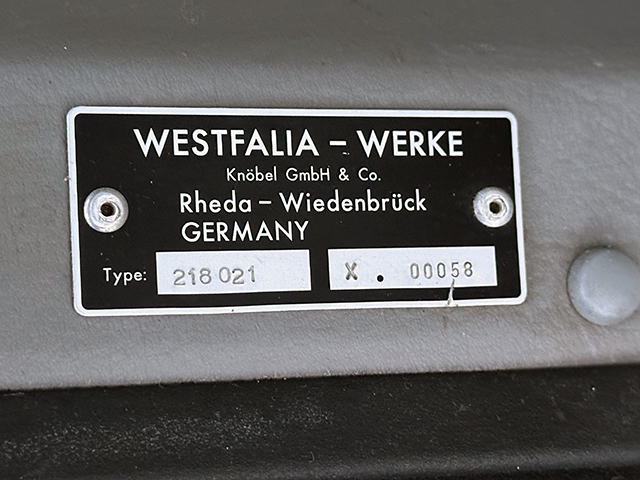 WESTFALIA – WERKE
Knöbel GmbH & Co.
Rheda – Wiedenbrück
GERMANY
Type: 218 021 X . 00058